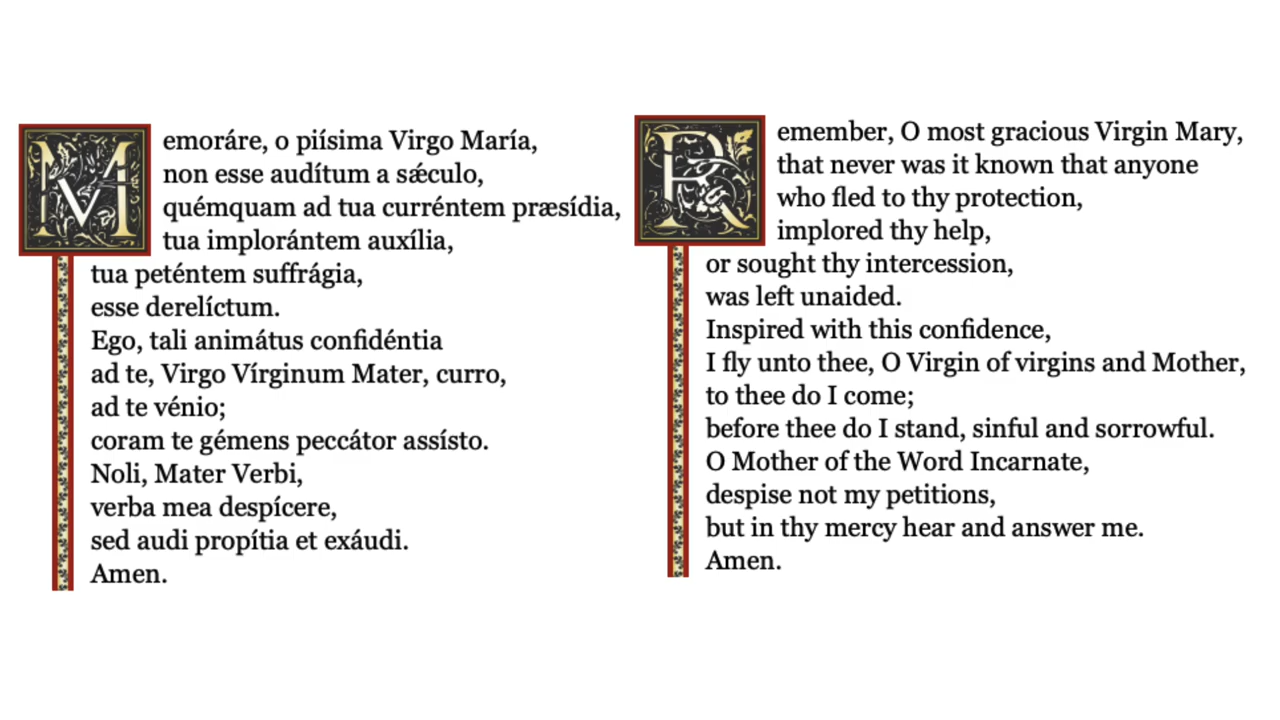 Memoráre, o piísima Virgo María,
non esse audítum a sǽculo,
quémquam ad tua curréntem præsídia,
tua implorántem auxília,
tua peténtem suffrágia,
esse derelíctum.
Ego, tali animátus confidéntia
ad te, Virgo Vírginum Mater, curro,
ad te vénio;
coram te gémens peccátor assísto.
Noli, Mater Verbi,
verba mea despícere,
sed audi propítia et exáudi.
Amen.
Remember, O most gracious Virgin Mary,
that never was it known that anyone
who fled to thy protection,
implored thy help,
or sought thy intercession,
was left unaided.
Inspired with this confidence,
I fly unto thee, O Virgin of virgins and Mother,
to thee do I come;
before thee do I stand, sinful and sorrowful.
O Mother of the Word Incarnate,
despise not my petitions,
but in thy mercy hear and answer me.
Amen.